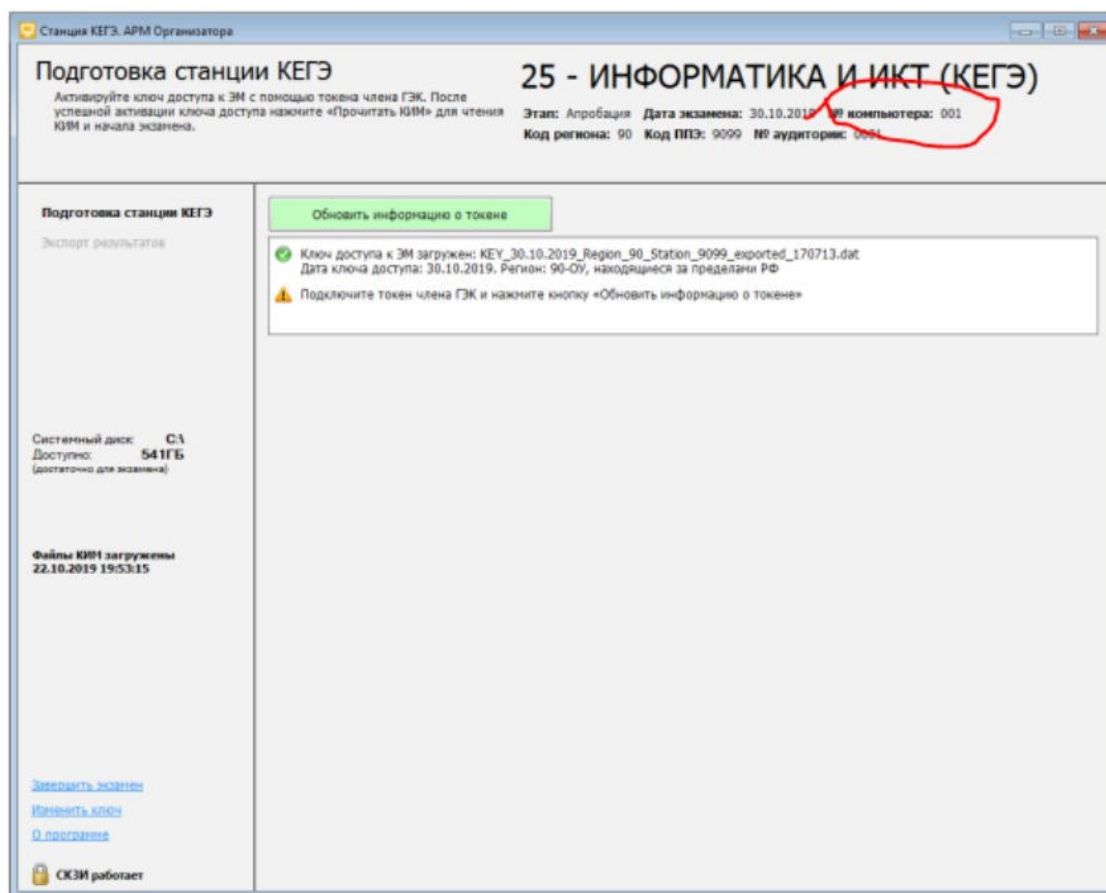 Станция КЕГЭ. АРМ Организатора
Подготовка станции КЕГЭ
Активируйте ключ доступа к ЭМ с помощью токена члена ГЭК. После
успешной активации ключа доступа нажмите «Прочитать КИМ» для чтения
КИМ и начала экзамена.
25 - ИНФОРМАТИКА И ИКТ (КЕГЭ)
Этап: Апробация Дата экзамена: 30.10.2019 № компьютера: 001
Код региона: 90 Код ППЭ: 9099 № аудитории: 0001
Подготовка станции КЕГЭ
Экспорт результатов
Обновить информацию о токене
Ключ доступа к ЭМ загружен: KEY_30.10.2019_Region_90_Station_9099_exported_170713.dat
Дата ключа доступа: 30.10.2019. Регион: 90-ОУ, находящиеся за пределами РФ
Подключите токен члена ГЭК и нажмите кнопку «Обновить информацию о токене»
Системный диск: C:\
Доступно: 541ГБ
(достаточно для экзамена)
Файлы КИМ загружены
22.10.2019 19:53:15
Завершить экзамен
Изменить ключ
О программе
СКЗИ работает